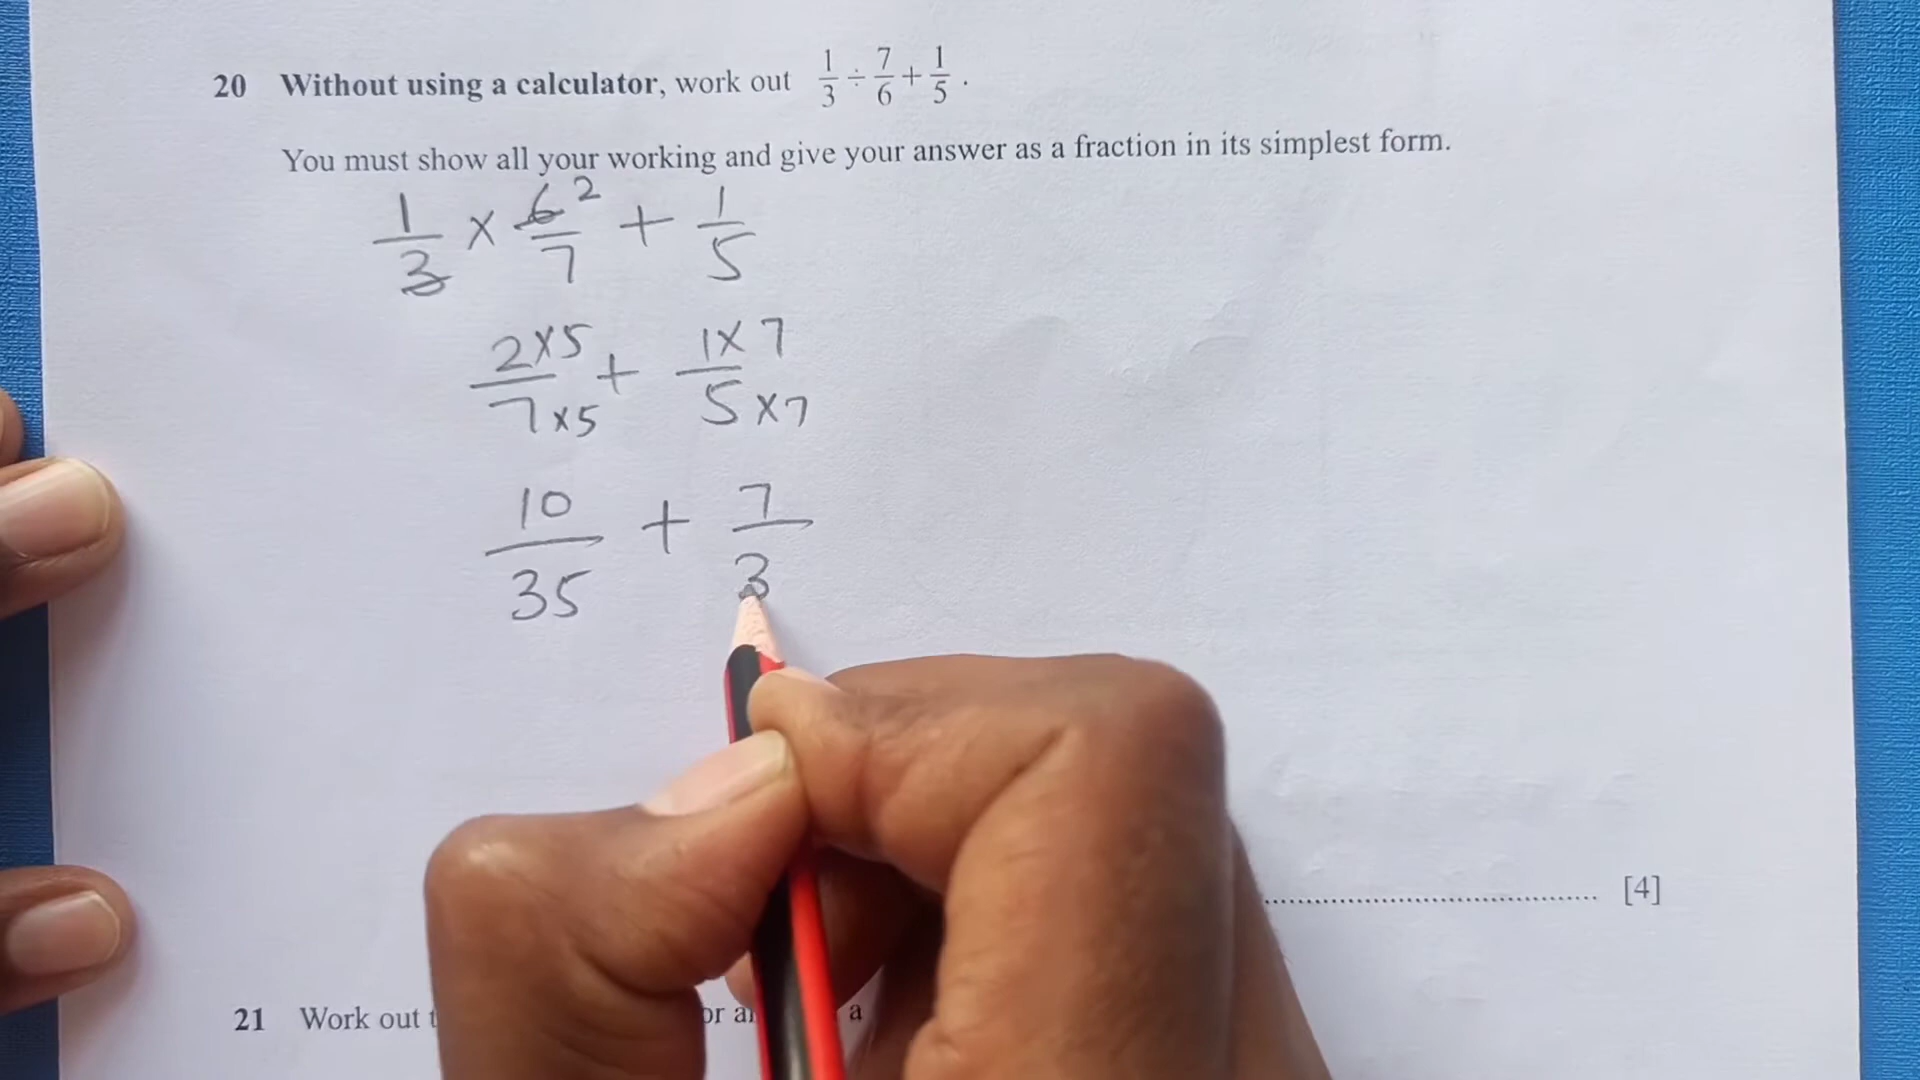 20 Without using a calculator, work out 1/3 ÷ 7/6 + 1/5 .
You must show all your working and give your answer as a fraction in its simplest form.
1/3 × 6/7 2 + 1/5
2×5/7×5 + 1×7/5×7
10/35 + 7/3
[4]
21 Work out
a